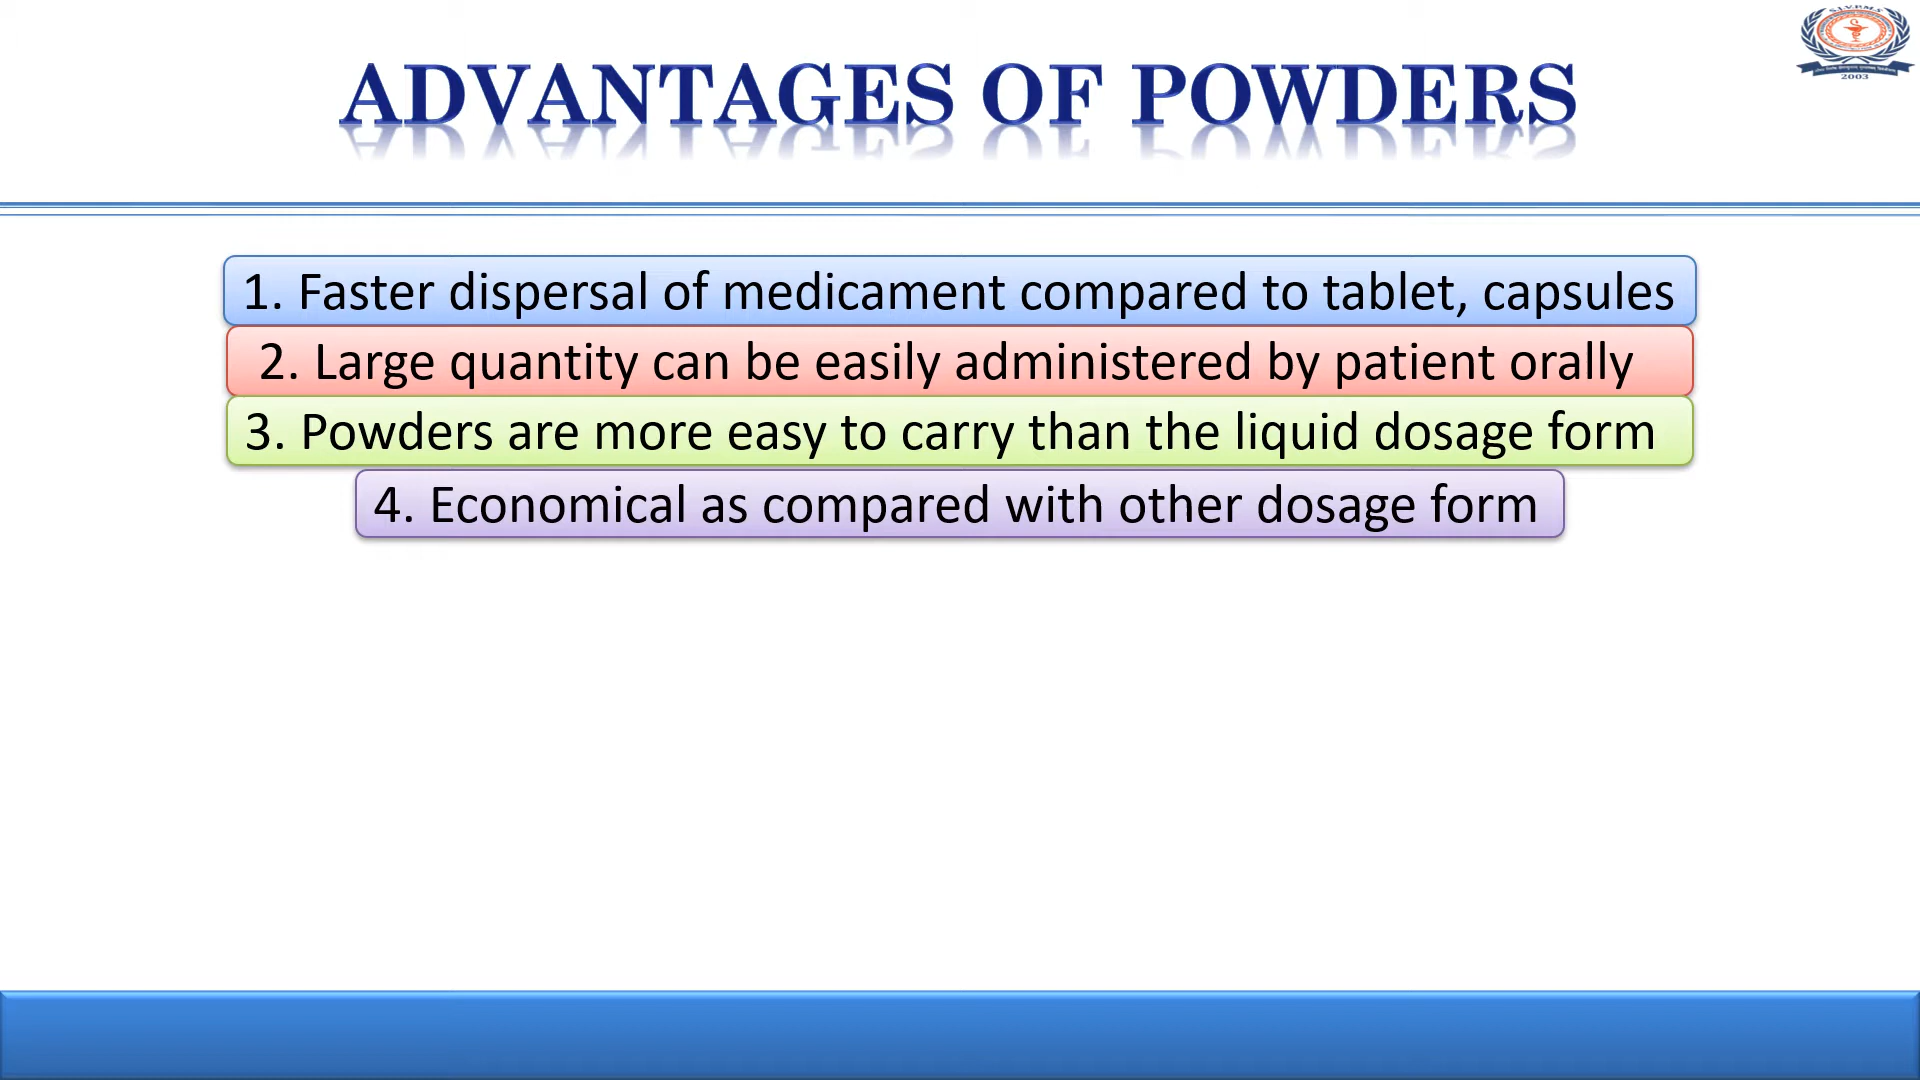 S.I.V.P.M.S
2003
ADVANTAGES OF POWDERS
1. Faster dispersal of medicament compared to tablet, capsules
2. Large quantity can be easily administered by patient orally
3. Powders are more easy to carry than the liquid dosage form
4. Economical as compared with other dosage form